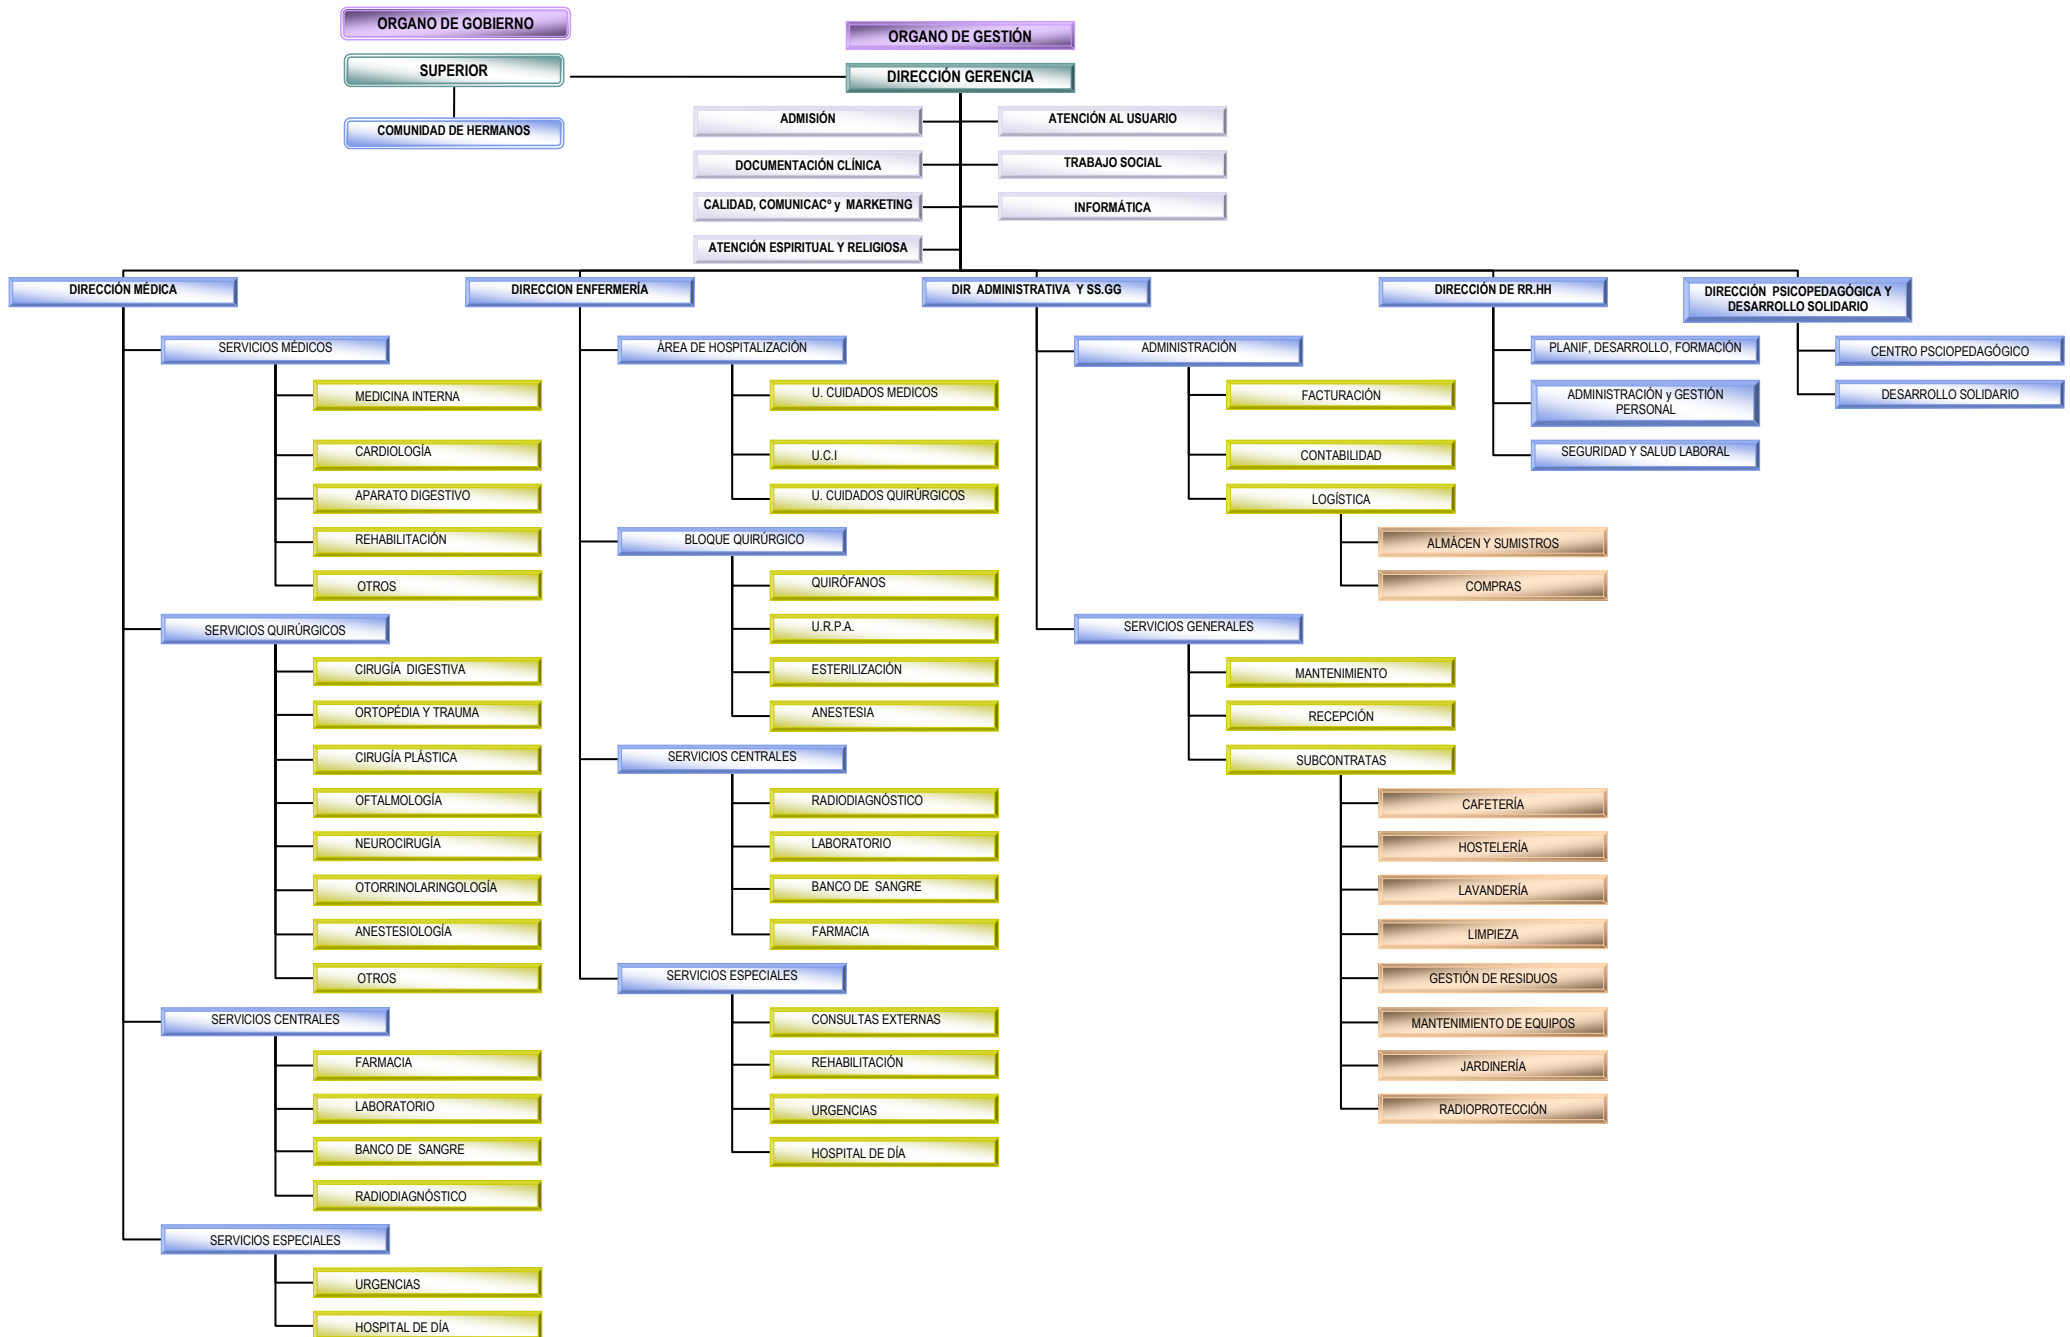 ORGANO DE GOBIERNO
ORGANO DE GESTIÓN
SUPERIOR
DIRECCIÓN GERENCIA
COMUNIDAD DE HERMANOS
ADMISIÓN
ATENCIÓN AL USUARIO
DOCUMENTACIÓN CLÍNICA
TRABAJO SOCIAL
CALIDAD, COMUNICACº y MARKETING
INFORMÁTICA
ATENCIÓN ESPIRITUAL Y RELIGIOSA
DIRECCIÓN MÉDICA
SERVICIOS MÉDICOS
MEDICINA INTERNA
CARDIOLOGÍA
APARATO DIGESTIVO
REHABILITACIÓN
OTROS
SERVICIOS QUIRÚRGICOS
CIRUGÍA DIGESTIVA
ORTOPÉDIA Y TRAUMA
CIRUGÍA PLÁSTICA
OFTALMOLOGÍA
NEUROCIRUGÍA
OTORRINOLARINGOLOGÍA
ANESTESIOLOGÍA
OTROS
SERVICIOS CENTRALES
FARMACIA
LABORATORIO
BANCO DE SANGRE
RADIODIAGNÓSTICO
SERVICIOS ESPECIALES
URGENCIAS
HOSPITAL DE DÍA
DIRECCION ENFERMERÍA
ÁREA DE HOSPITALIZACIÓN
U. CUIDADOS MEDICOS
U.C.I
U. CUIDADOS QUIRÚRGICOS
BLOQUE QUIRÚRGICO
QUIRÓFANOS
U.R.P.A.
ESTERILIZACIÓN
ANESTESIA
SERVICIOS CENTRALES
RADIODIAGNÓSTICO
LABORATORIO
BANCO DE SANGRE
FARMACIA
SERVICIOS ESPECIALES
CONSULTAS EXTERNAS
REHABILITACIÓN
URGENCIAS
HOSPITAL DE DÍA
DIR ADMINISTRATIVA Y SS.GG
ADMINISTRACIÓN
FACTURACIÓN
CONTABILIDAD
LOGÍSTICA
ALMÁCEN Y SUMISTROS
COMPRAS
SERVICIOS GENERALES
MANTENIMIENTO
RECEPCIÓN
SUBCONTRATAS
CAFETERÍA
HOSTELERÍA
LAVANDERÍA
LIMPIEZA
GESTIÓN DE RESIDUOS
MANTENIMIENTO DE EQUIPOS
JARDINERÍA
RADIOPROTECCIÓN
DIRECCIÓN DE RR.HH
PLANIF, DESARROLLO, FORMACIÓN
ADMINISTRACIÓN y GESTIÓN
PERSONAL
SEGURIDAD Y SALUD LABORAL
DIRECCIÓN PSICOPEDAGÓGICA Y
DESARROLLO SOLIDARIO
CENTRO PSCIOPEDAGÓGICO
DESARROLLO SOLIDARIO